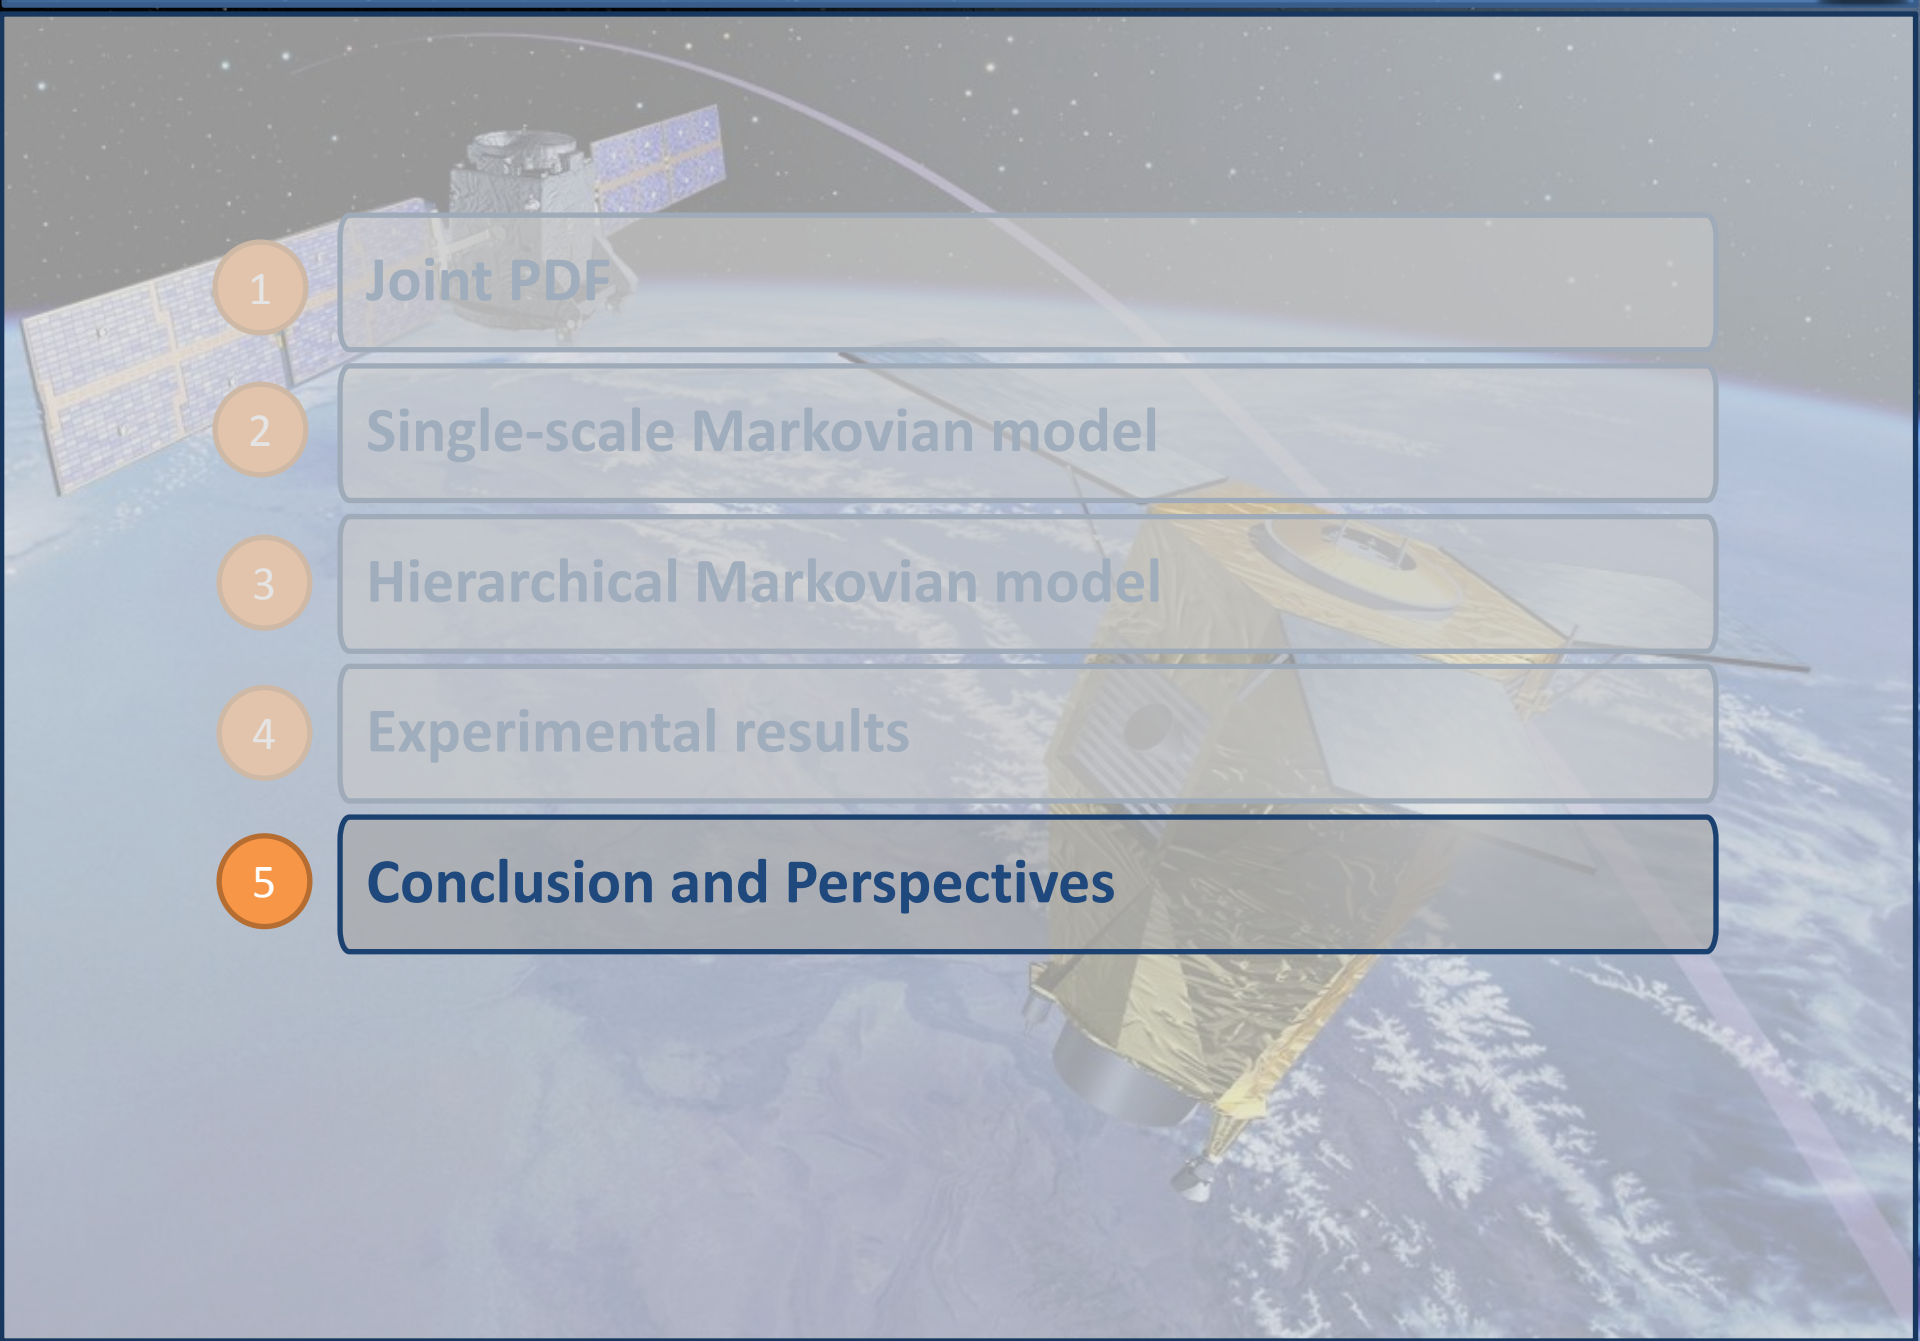 1 Joint PDF
2 Single-scale Markovian model
3 Hierarchical Markovian model
4 Experimental results
5 Conclusion and Perspectives